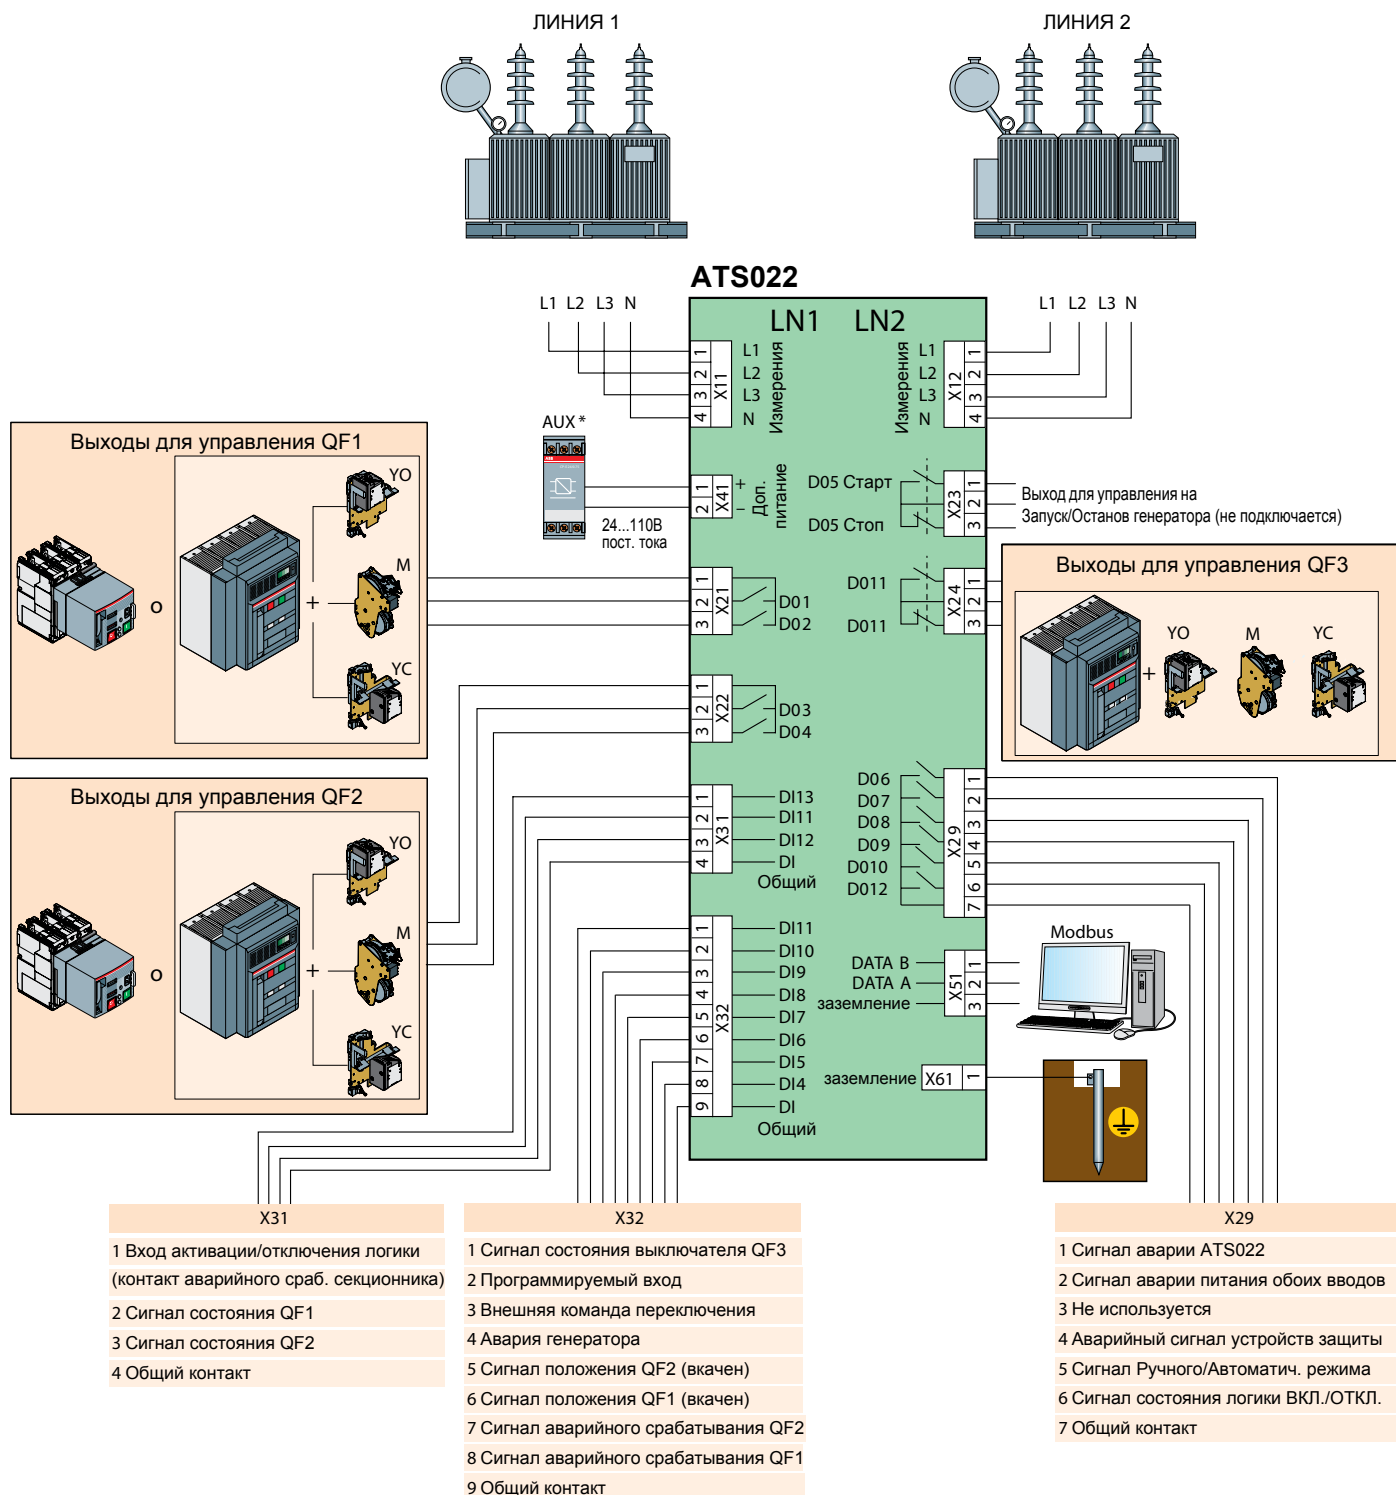 ЛИНИЯ 1
ЛИНИЯ 2
ATS022
L1 L2 L3 N
L1 L2 L3 N
LN1 LN2
1
2
3
4
X11
L1
L2
L3
N
Измерения
Измерения
L1
L2
L3
N
X12
1
2
3
4
AUX *
ABB
24...110В
пост. тока
1
2
X41
+
–
Доп.
питание
D05 Старт
D05 Стоп
X23
1
2
3
Выход для управления на
Запуск/Останов генератора (не подключается)
Выходы для управления QF1
о
+
YO
M
YC
1
2
3
X21
D01
D02
D011
D011
X24
1
2
3
Выходы для управления QF3
+
YO
M
YC
1
2
3
X22
D03
D04
Выходы для управления QF2
о
+
YO
M
YC
1
2
3
4
X31
DI13
DI11
DI12
DI
Общий
D06
D07
D08
D09
D010
D012
X29
1
2
3
4
5
6
7
1
2
3
4
5
6
7
8
9
X32
DI11
DI10
DI9
DI8
DI7
DI6
DI5
DI4
DI
Общий
DATA B
DATA A
заземление
X51
1
2
3
Modbus
заземление
X61
1
X31
1 Вход активации/отключения логики
(контакт аварийного сраб. секционника)
2 Сигнал состояния QF1
3 Сигнал состояния QF2
4 Общий контакт
X32
1 Сигнал состояния выключателя QF3
2 Программируемый вход
3 Внешняя команда переключения
4 Авария генератора
5 Сигнал положения QF2 (вкачен)
6 Сигнал положения QF1 (вкачен)
7 Сигнал аварийного срабатывания QF2
8 Сигнал аварийного срабатывания QF1
9 Общий контакт
X29
1 Сигнал аварии ATS022
2 Сигнал аварии питания обоих вводов
3 Не используется
4 Аварийный сигнал устройств защиты
5 Сигнал Ручного/Автоматич. режима
6 Сигнал состояния логики ВКЛ./ОТКЛ.
7 Общий контакт